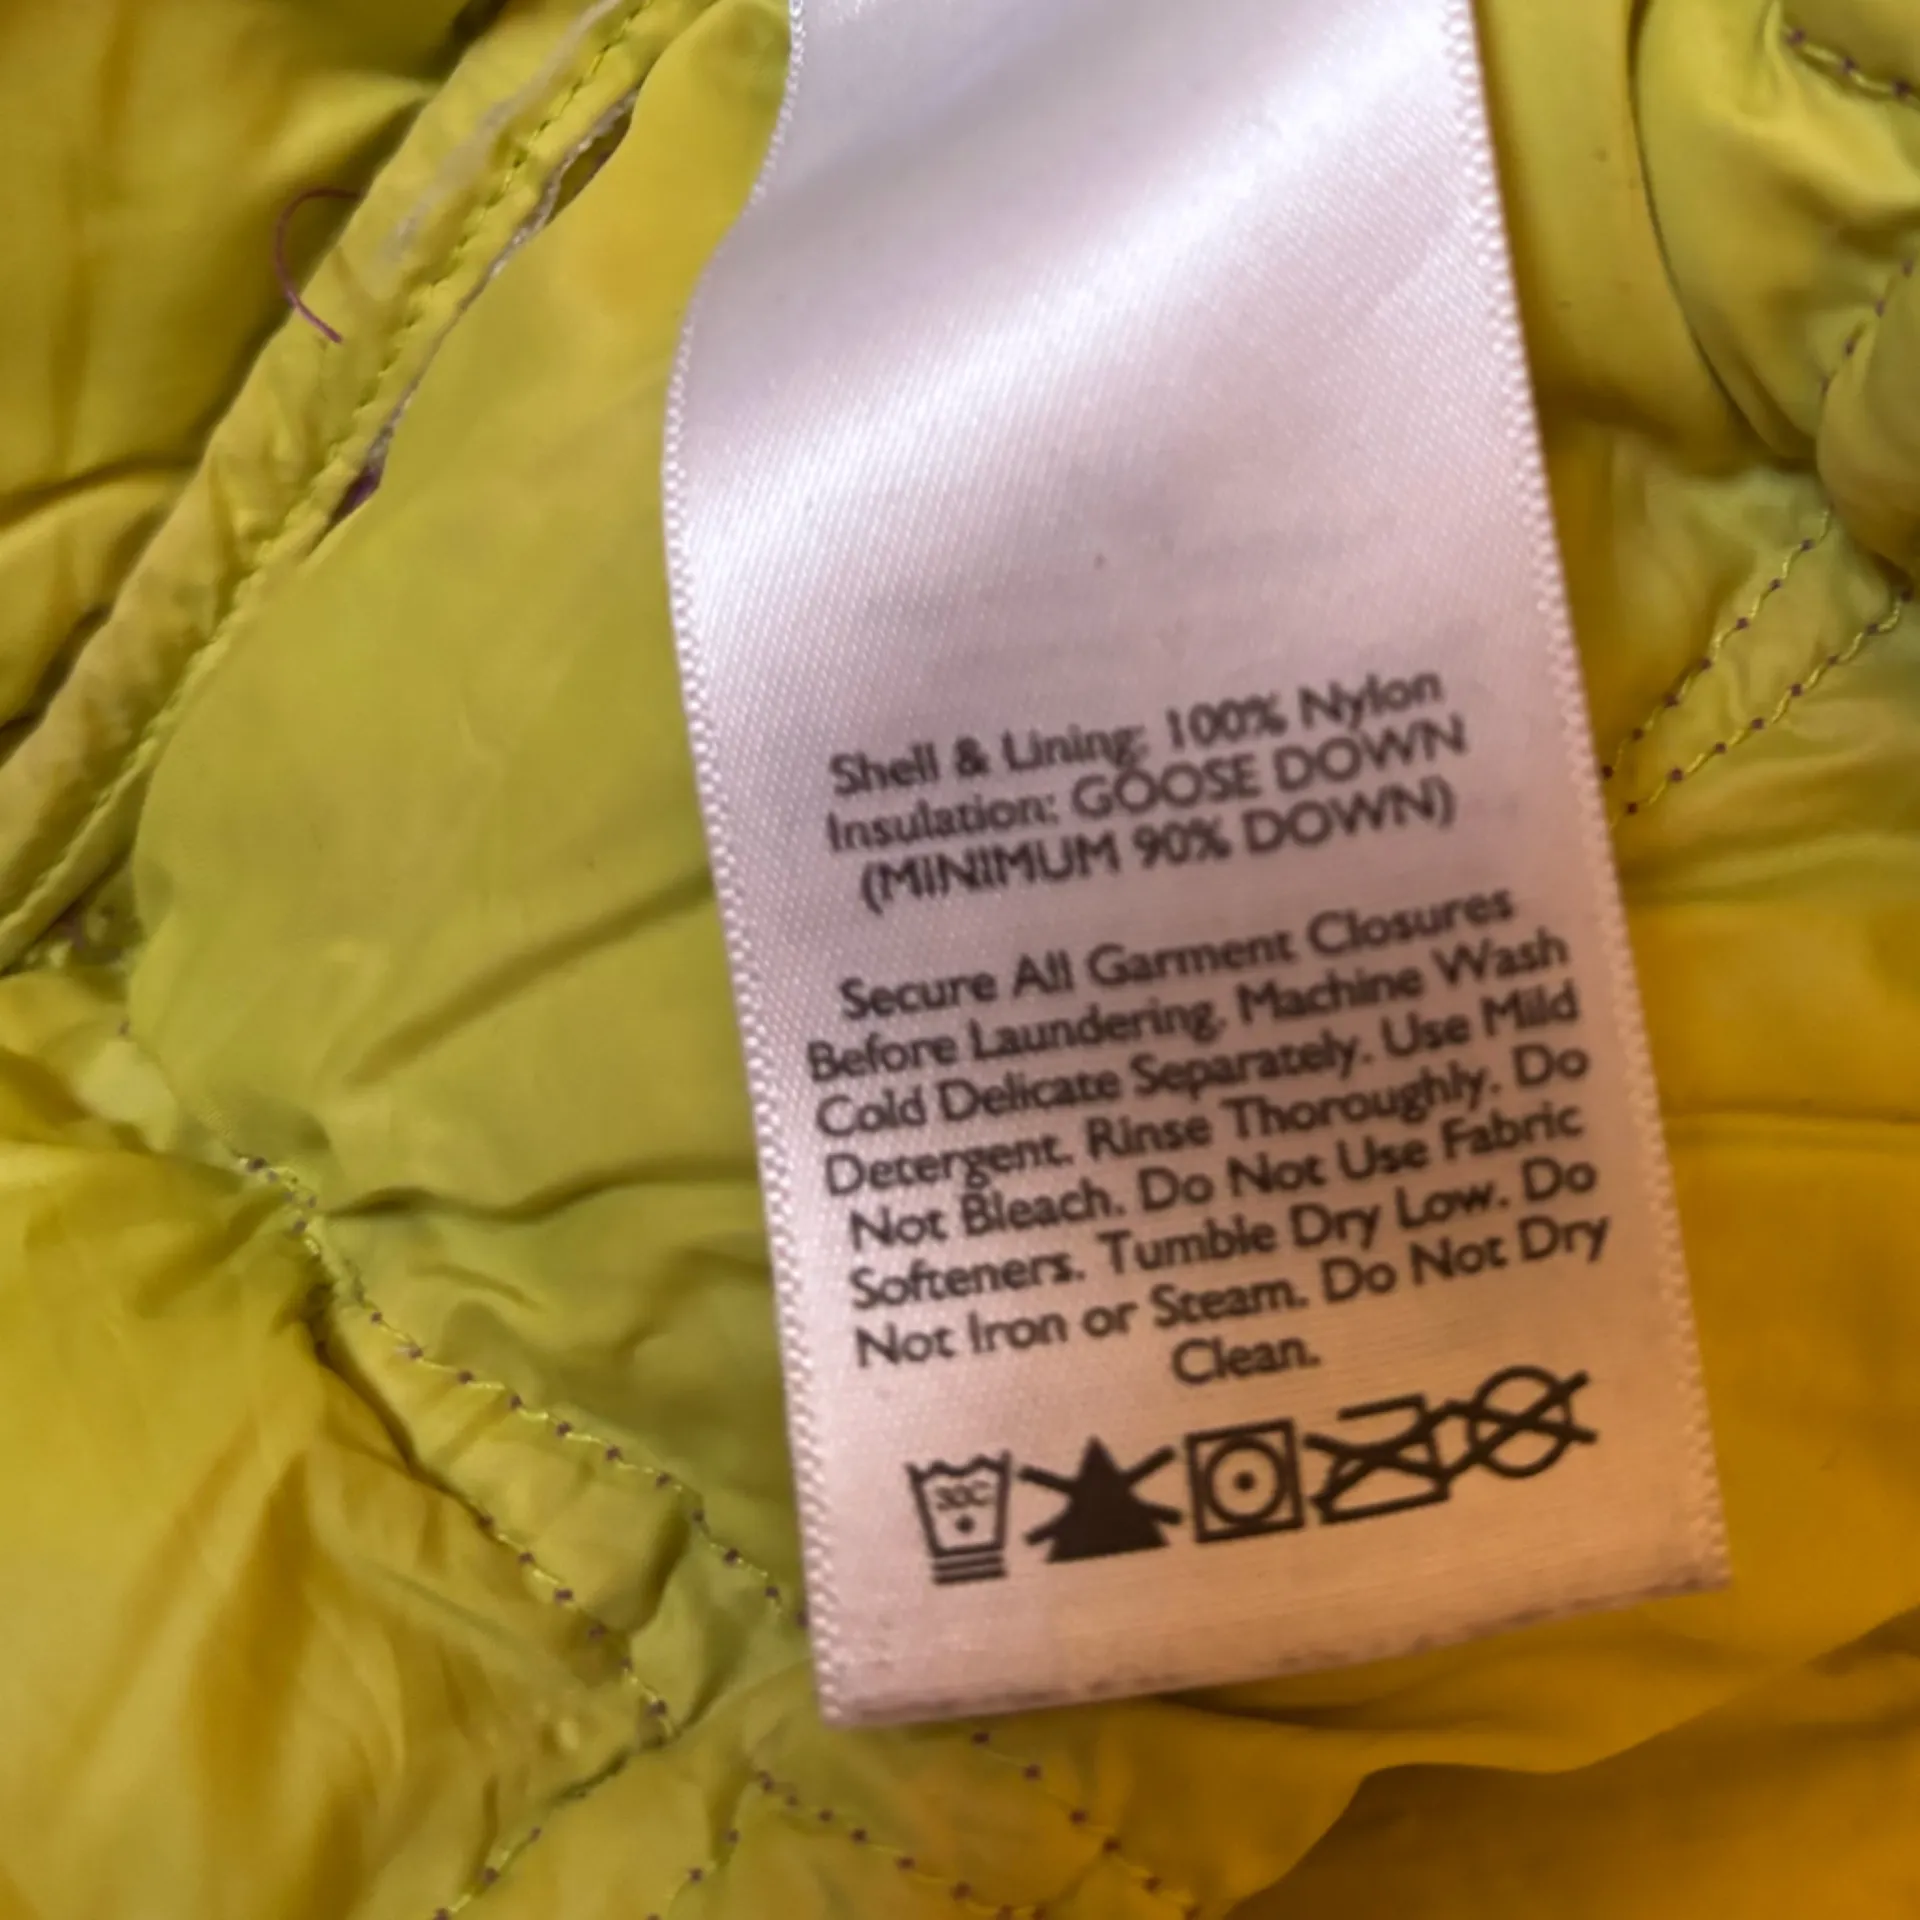 Shell & Lining: 100% Nylon
Insulation: GOOSE DOWN
(MINIMUM 90% DOWN)
Secure All Garment Closures
Before Laundering. Machine Wash
Cold Delicate Separately. Use Mild
Detergent. Rinse Thoroughly. Do
Not Bleach. Do Not Use Fabric
Softeners. Tumble Dry Low. Do
Not Iron or Steam. Do Not Dry
Clean.
30C